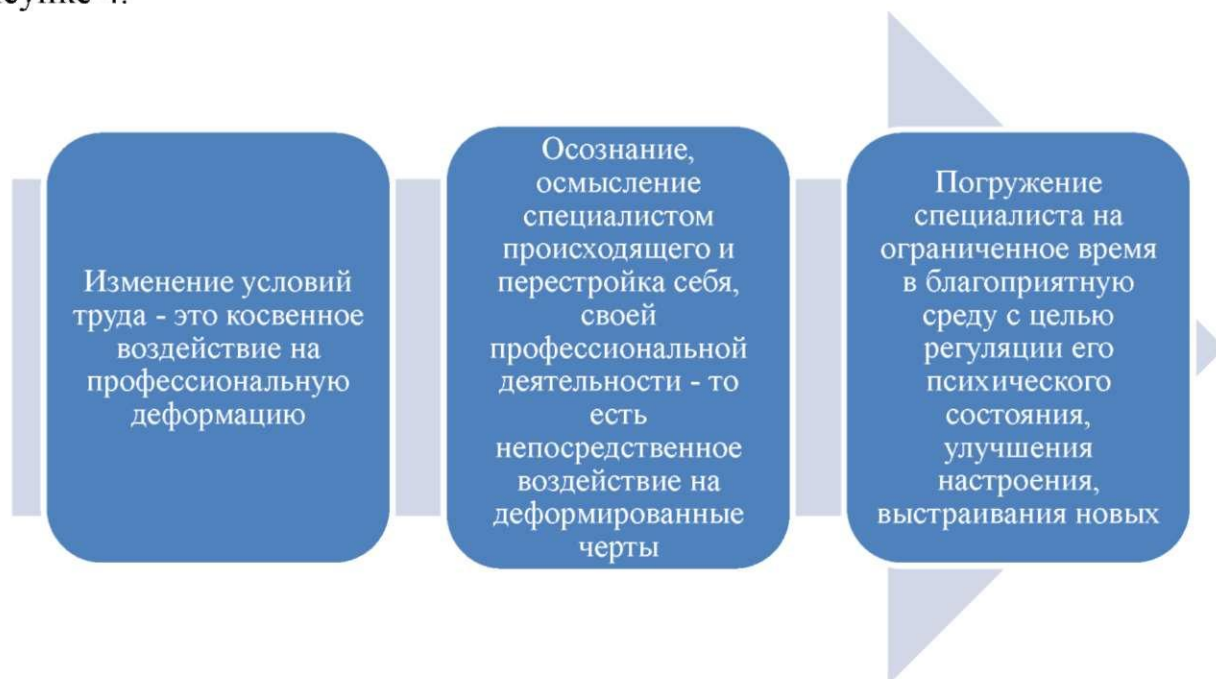 Изменение условий
труда - это косвенное
воздействие на
профессиональную
деформацию
Осознание,
осмысление
специалистом
происходящего и
перестройка себя,
своей
профессиональной
деятельности - то
есть
непосредственное
воздействие на
деформированные
черты
Погружение
специалиста на
ограниченное время
в благоприятную
среду с целью
регуляции его
психического
состояния,
улучшения
настроения,
выстраивания новых